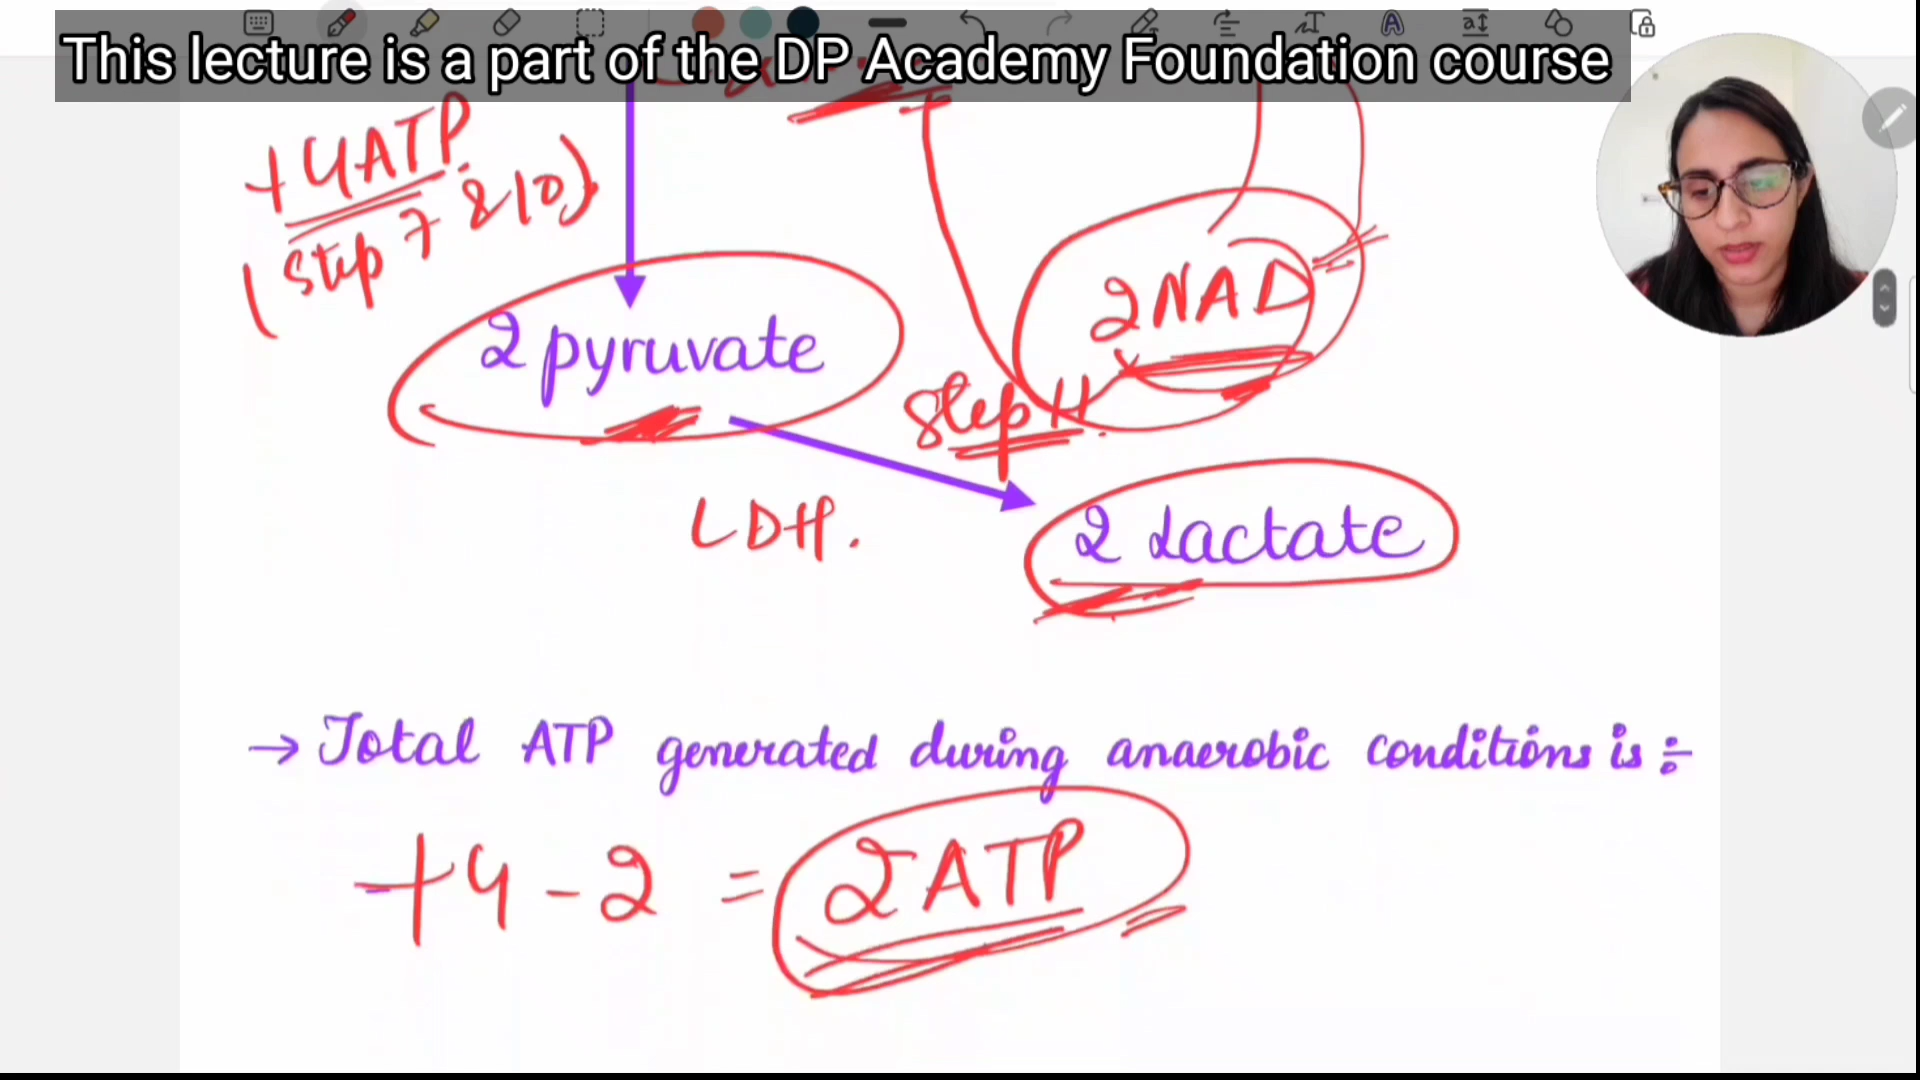 This lecture is a part of the DP Academy Foundation course
+4ATP
(Step 7 & 10)
2NAD
2 pyruvate
Step 11.
LDH.
2 Lactate
→ Total ATP generated during anaerobic conditions is :-
+4 - 2 = 2ATP